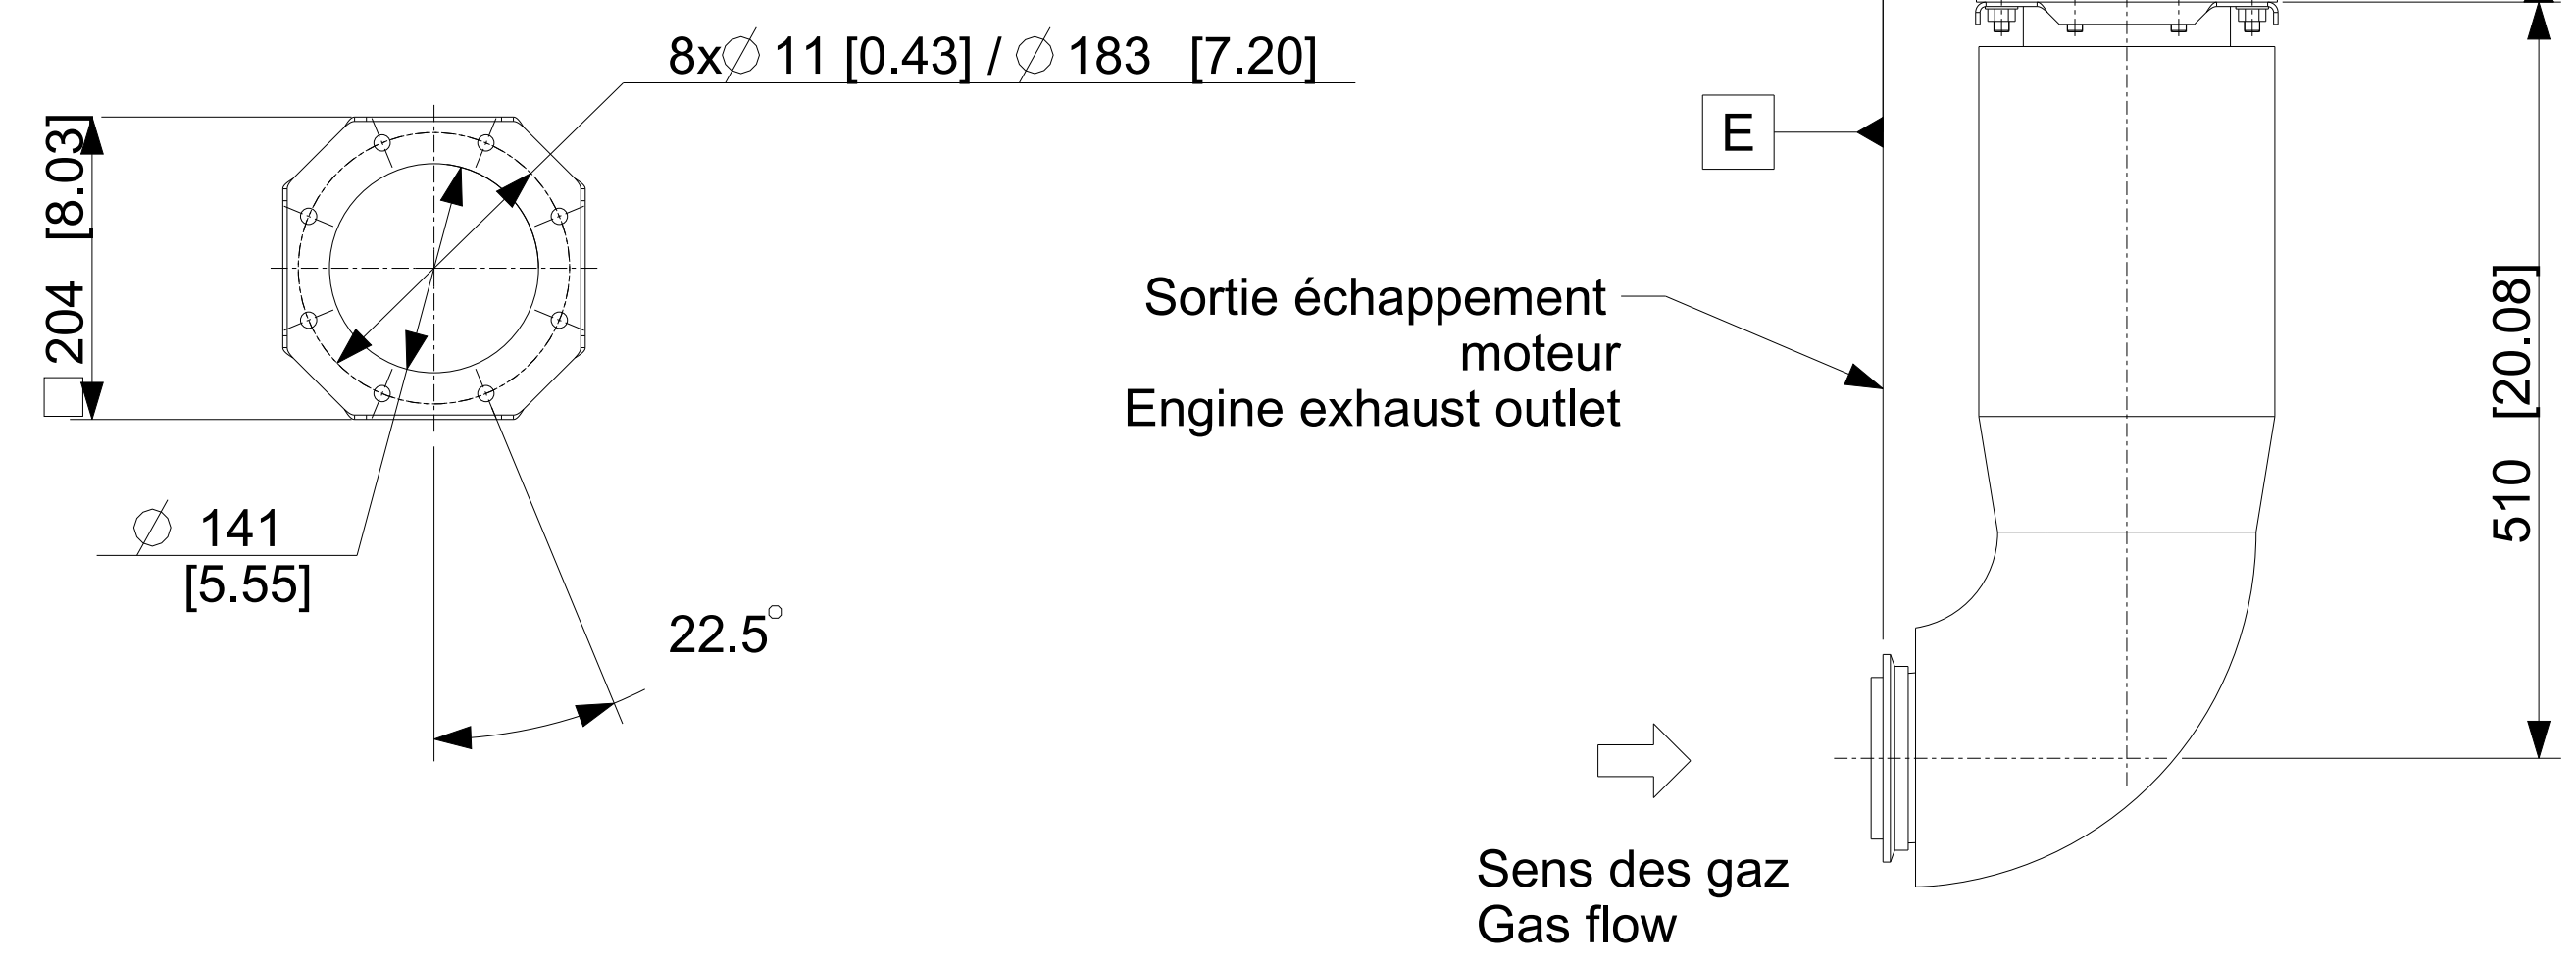 8x∅ 11 [0.43] / ∅ 183 [7.20]
□ 204 [8.03]
∅ 141
[5.55]
22.5°
E
Sortie échappement
moteur
Engine exhaust outlet
Sens des gaz
Gas flow
510 [20.08]